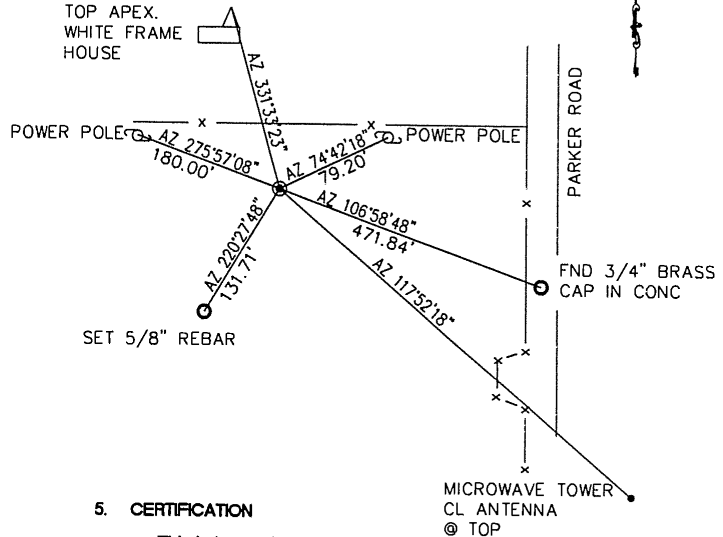 TOP APEX.
WHITE FRAME
HOUSE
AZ 331°33'23"
PARKER ROAD
POWER POLE
AZ 275°57'08"
180.00'
AZ 74°42'18"
79.20'
POWER POLE
AZ 106°58'48"
471.84'
AZ 220°27'48"
131.71'
AZ 117°52'18"
FND 3/4" BRASS
CAP IN CONC
SET 5/8" REBAR
MICROWAVE TOWER
CL ANTENNA
@ TOP
5. CERTIFICATION